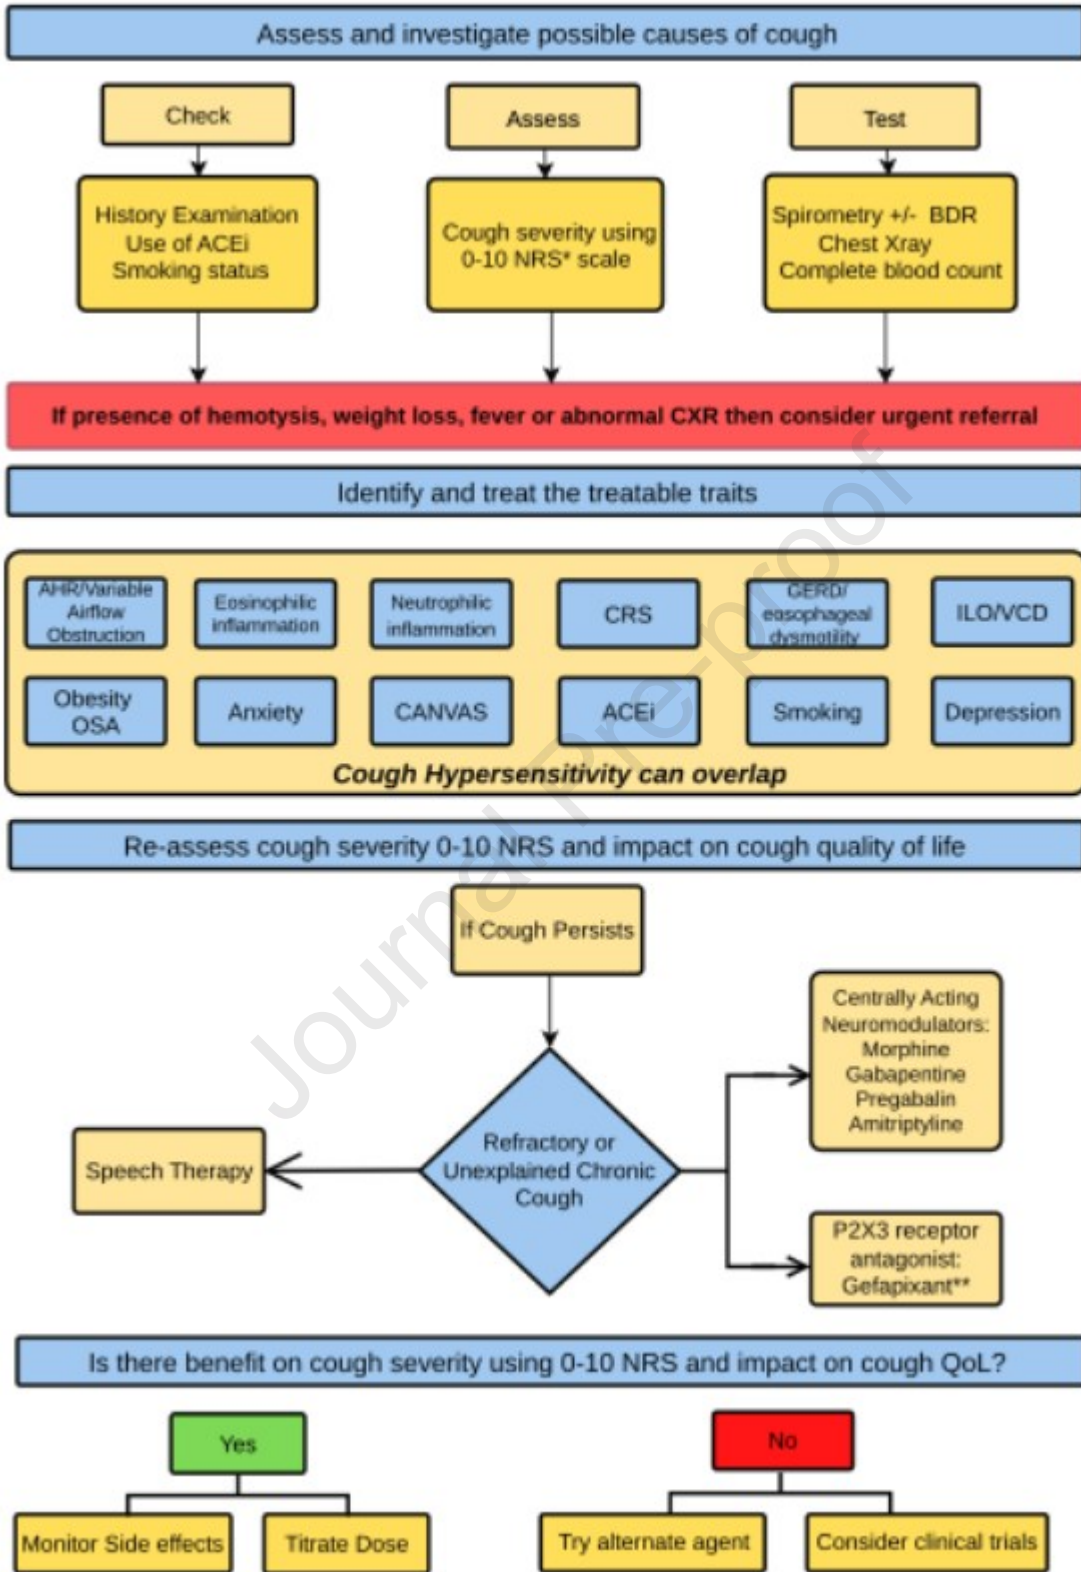 Assess and investigate possible causes of cough
Check
Assess
Test
History Examination
Use of ACEi
Smoking status
Cough severity using
0-10 NRS* scale
Spirometry +/- BDR
Chest Xray
Complete blood count
If presence of hemotysis, weight loss, fever or abnormal CXR then consider urgent referral
Identify and treat the treatable traits
AHR/Variable
Airflow
Obstruction
Eosinophilic
inflammation
Neutrophilic
inflammation
CRS
GERD/
eosophageal
dysmotility
ILO/VCD
Obesity
OSA
Anxiety
CANVAS
ACEi
Smoking
Depression
Cough Hypersensitivity can overlap
Re-assess cough severity 0-10 NRS and impact on cough quality of life
If Cough Persists
Refractory or
Unexplained Chronic
Cough
Speech Therapy
Centrally Acting
Neuromodulators:
Morphine
Gabapentine
Pregabalin
Amitriptyline
P2X3 receptor
antagonist:
Gefapixant**
Is there benefit on cough severity using 0-10 NRS and impact on cough QoL?
Yes
No
Monitor Side effects
Titrate Dose
Try alternate agent
Consider clinical trials
Journal Pre-proof